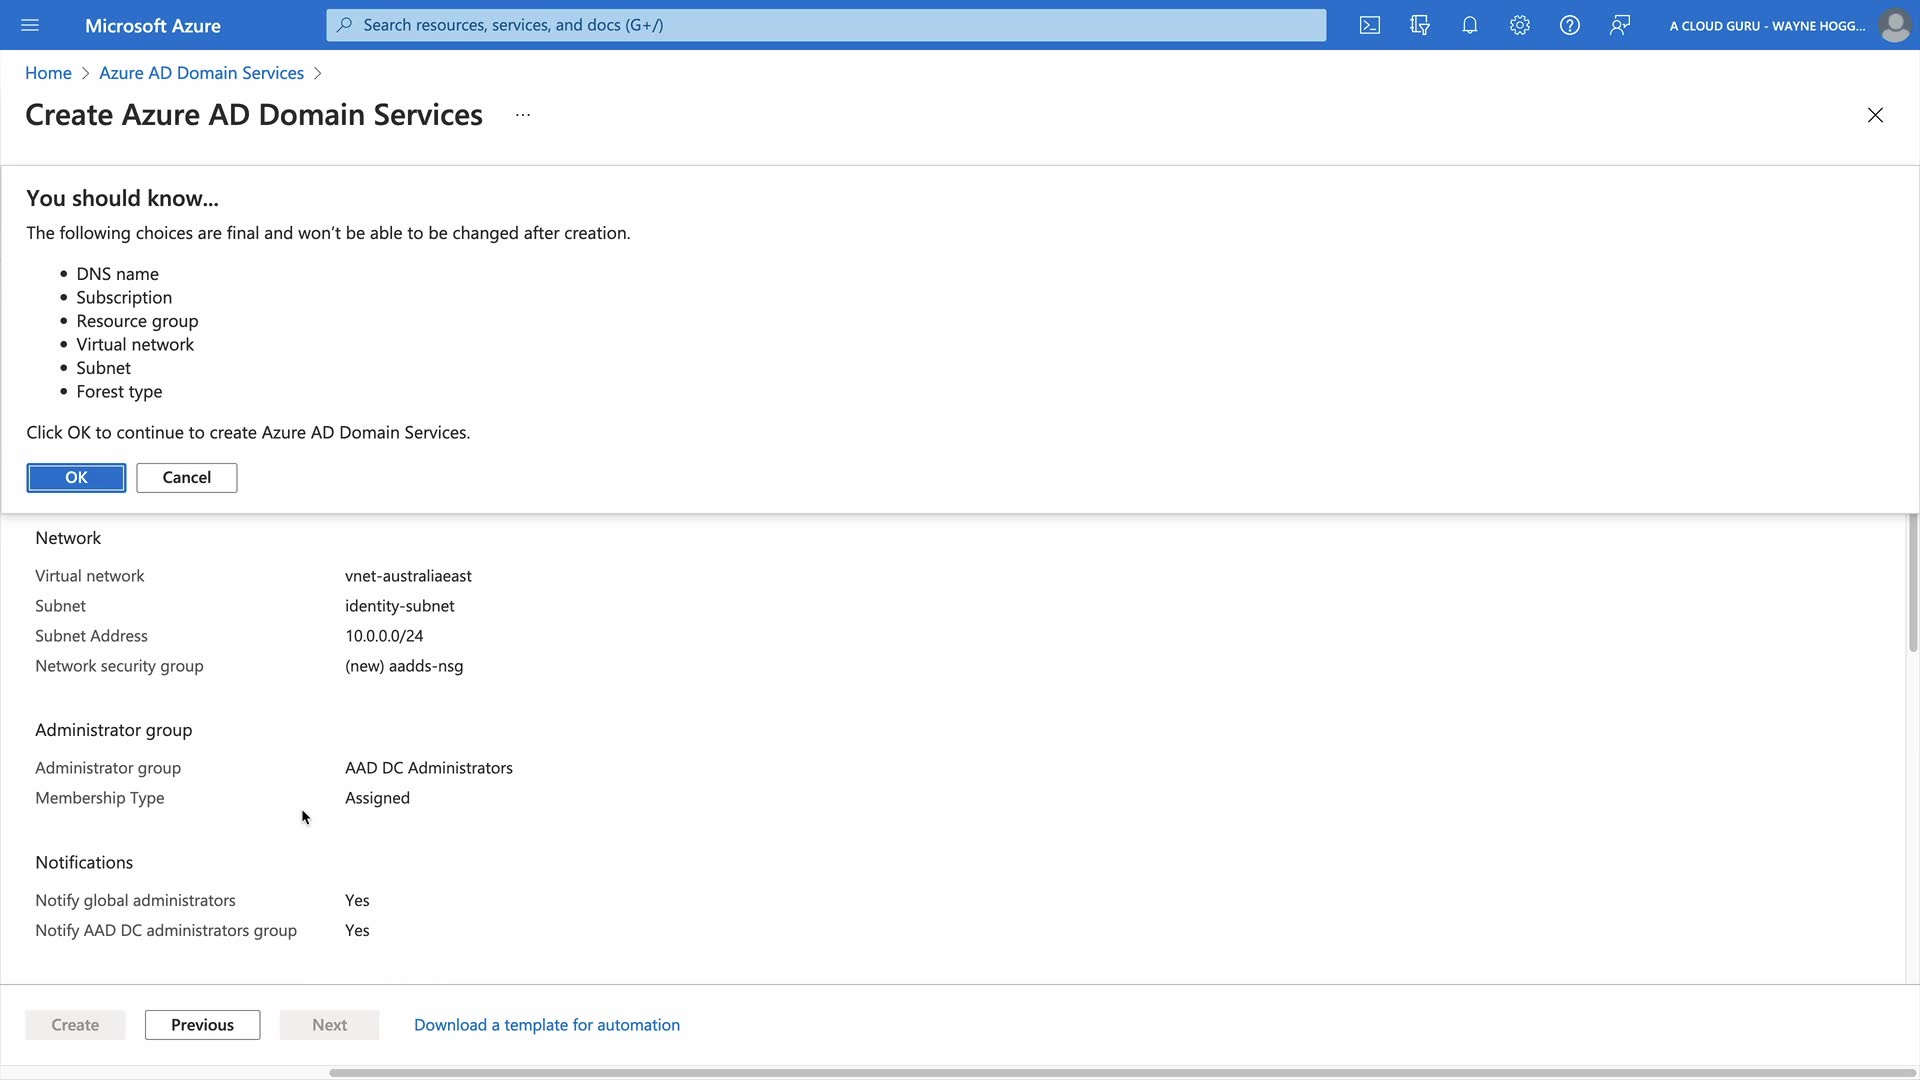 Microsoft Azure
Search resources, services, and docs (G+/)
A CLOUD GURU - WAYNE HOGG...
Home > Azure AD Domain Services >
Create Azure AD Domain Services ...
You should know...
The following choices are final and won't be able to be changed after creation.
• DNS name
• Subscription
• Resource group
• Virtual network
• Subnet
• Forest type
Click OK to continue to create Azure AD Domain Services.
OK Cancel
Network
Virtual network vnet-australiaeast
Subnet identity-subnet
Subnet Address 10.0.0.0/24
Network security group (new) aadds-nsg
Administrator group
Administrator group AAD DC Administrators
Membership Type Assigned
Notifications
Notify global administrators Yes
Notify AAD DC administrators group Yes
Create Previous Next Download a template for automation